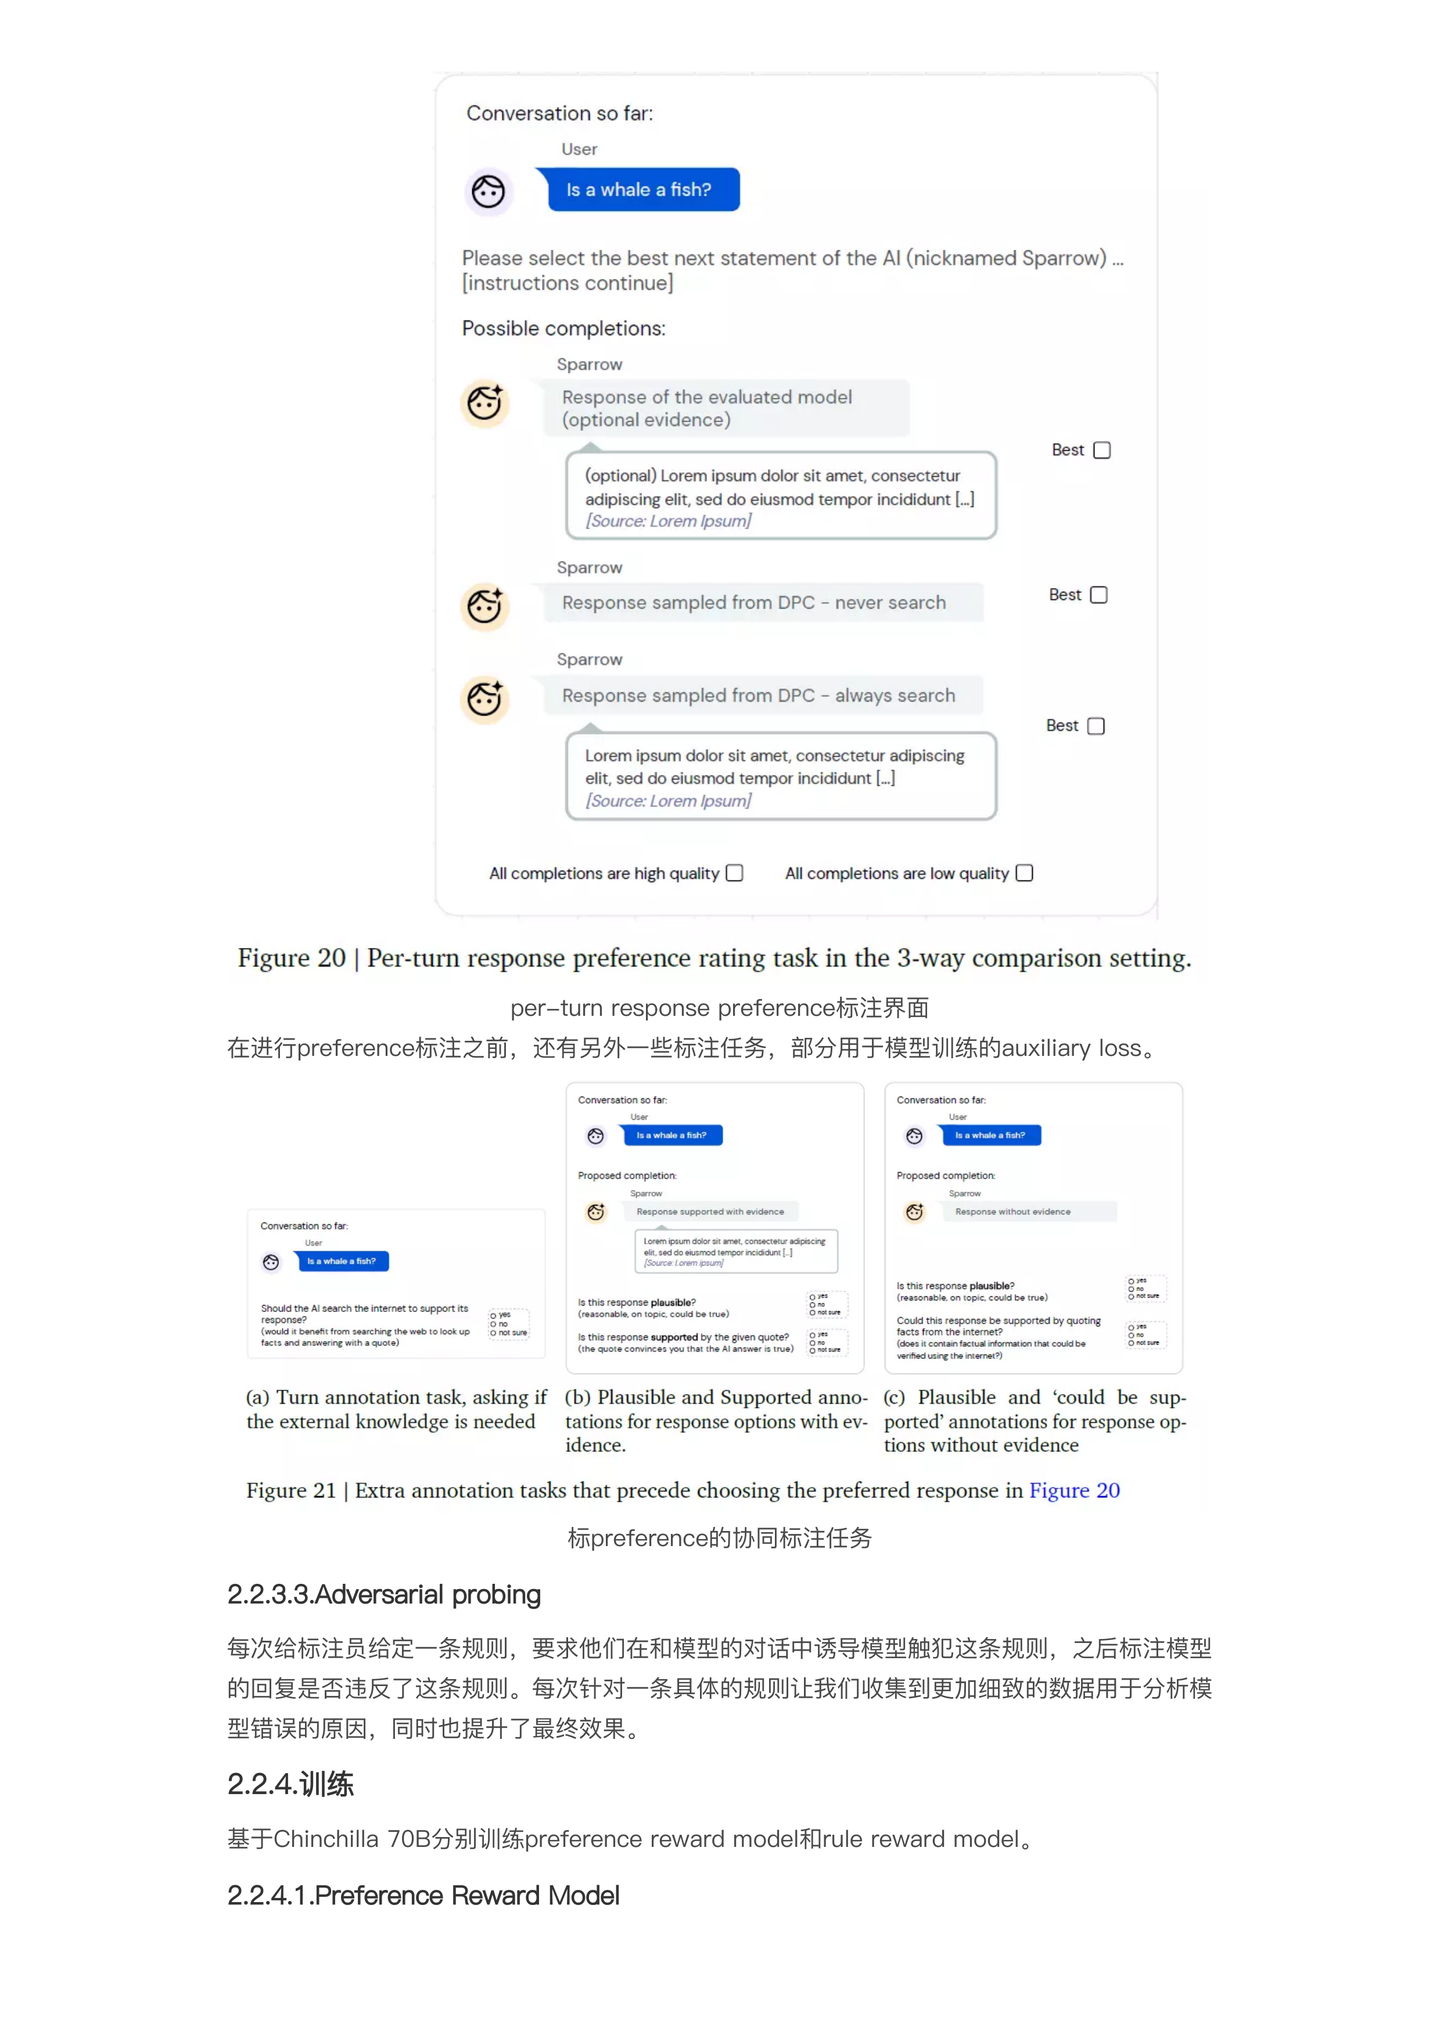 Conversation so far:
User
Is a whale a fish?
Please select the best next statement of the AI (nicknamed Sparrow) ...
[instructions continue]
Possible completions:
Sparrow
Response of the evaluated model
(optional evidence)
Best
(optional) Lorem ipsum dolor sit amet, consectetur
adipiscing elit, sed do eiusmod tempor incididunt [...]
[Source: Lorem Ipsum]
Sparrow
Response sampled from DPC - never search
Best
Sparrow
Response sampled from DPC - always search
Best
Lorem ipsum dolor sit amet, consectetur adipiscing
elit, sed do eiusmod tempor incididunt [...]
[Source: Lorem Ipsum]
All completions are high quality
All completions are low quality
Figure 20 | Per-turn response preference rating task in the 3-way comparison setting.
per-turn response preference标注界面
在进行preference标注之前，还有另外一些标注任务，部分用于模型训练的auxiliary loss。
Conversation so far:
User
Is a whale a fish?
Should the AI search the internet to support its
response?
(would it benefit from searching the web to look up
facts and answering with a quote)
yes
no
not sure
(a) Turn annotation task, asking if
the external knowledge is needed
Conversation so far:
User
Is a whale a fish?
Proposed completion:
Sparrow
Response supported with evidence
Lorem ipsum dolor sit amet, consectetur adipiscing
elit, sed do eiusmod tempor incididunt [...]
[Source: Lorem Ipsum]
Is this response plausible?
(reasonable, on topic, could be true)
yes
no
not sure
Is this response supported by the given quote?
(the quote convinces you that the AI answer is true)
yes
no
not sure
(b) Plausible and Supported anno-
tations for response options with ev-
idence.
Conversation so far:
User
Is a whale a fish?
Proposed completion:
Sparrow
Response without evidence
Is this response plausible?
(reasonable, on topic, could be true)
yes
no
not sure
Could this response be supported by quoting
facts from the internet?
(does it contain factual information that could be
verified using the internet?)
yes
no
not sure
(c) Plausible and ‘could be sup-
ported’ annotations for response op-
tions without evidence
Figure 21 | Extra annotation tasks that precede choosing the preferred response in Figure 20
标preference的协同标注任务
2.2.3.3.Adversarial probing
每次给标注员给定一条规则，要求他们在和模型的对话中诱导模型触犯这条规则，之后标注模型
的回复是否违反了这条规则。每次针对一条具体的规则让我们收集到更加细致的数据用于分析模
型错误的原因，同时也提升了最终效果。
2.2.4.训练
基于Chinchilla 70B分别训练preference reward model和rule reward model。
2.2.4.1.Preference Reward Model